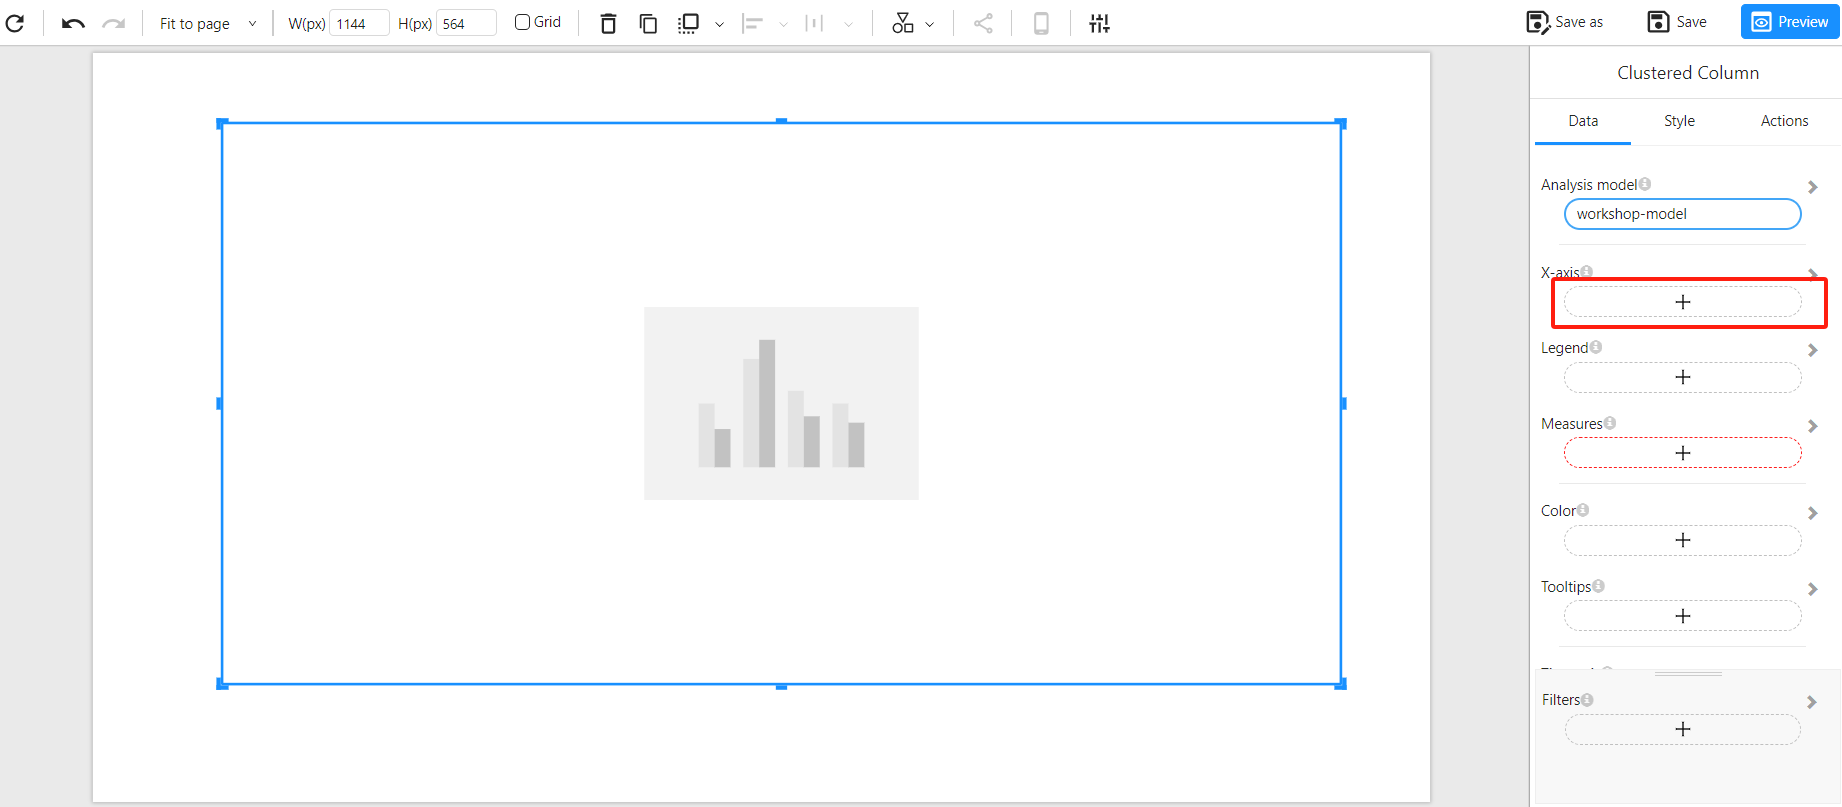 Fit to page W(px) 1144 H(px) 564 Grid Save as Save Preview
Clustered Column
Data Style Actions
Analysis model
workshop-model
X-axis
Legend
Measures
Color
Tooltips
Filters